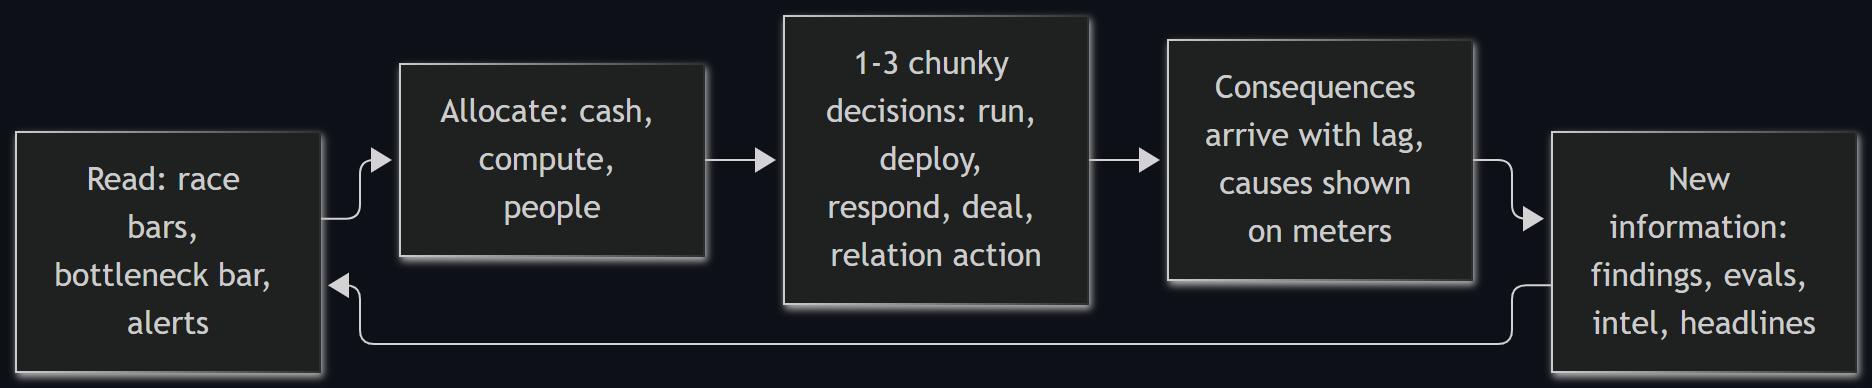 Read: race
bars,
bottleneck bar,
alerts
Allocate: cash,
compute,
people
1-3 chunky
decisions: run,
deploy,
respond, deal,
relation action
Consequences
arrive with lag,
causes shown
on meters
New
information:
findings, evals,
intel, headlines